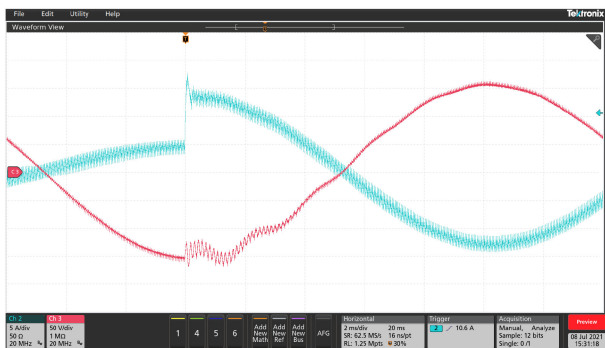 File Edit Utility Help Tektronix
Waveform View
T
C 3
Ch 2
5 A/div
50 Ω
20 MHz
Ch 3
50 V/div
1 MΩ
20 MHz
1 4 5 6
Add New Math
Add New Ref
Add New Bus
AFG
Horizontal
2 ms/div 20 ms
SR: 62.5 MS/s 16 ns/pt
RL: 1.25 Mpts 30%
Trigger
2 10.6 A
Acquisition
Manual, Analyze
Sample: 12 bits
Single: 0 /1
Preview
08 Jul 2021
15:31:18